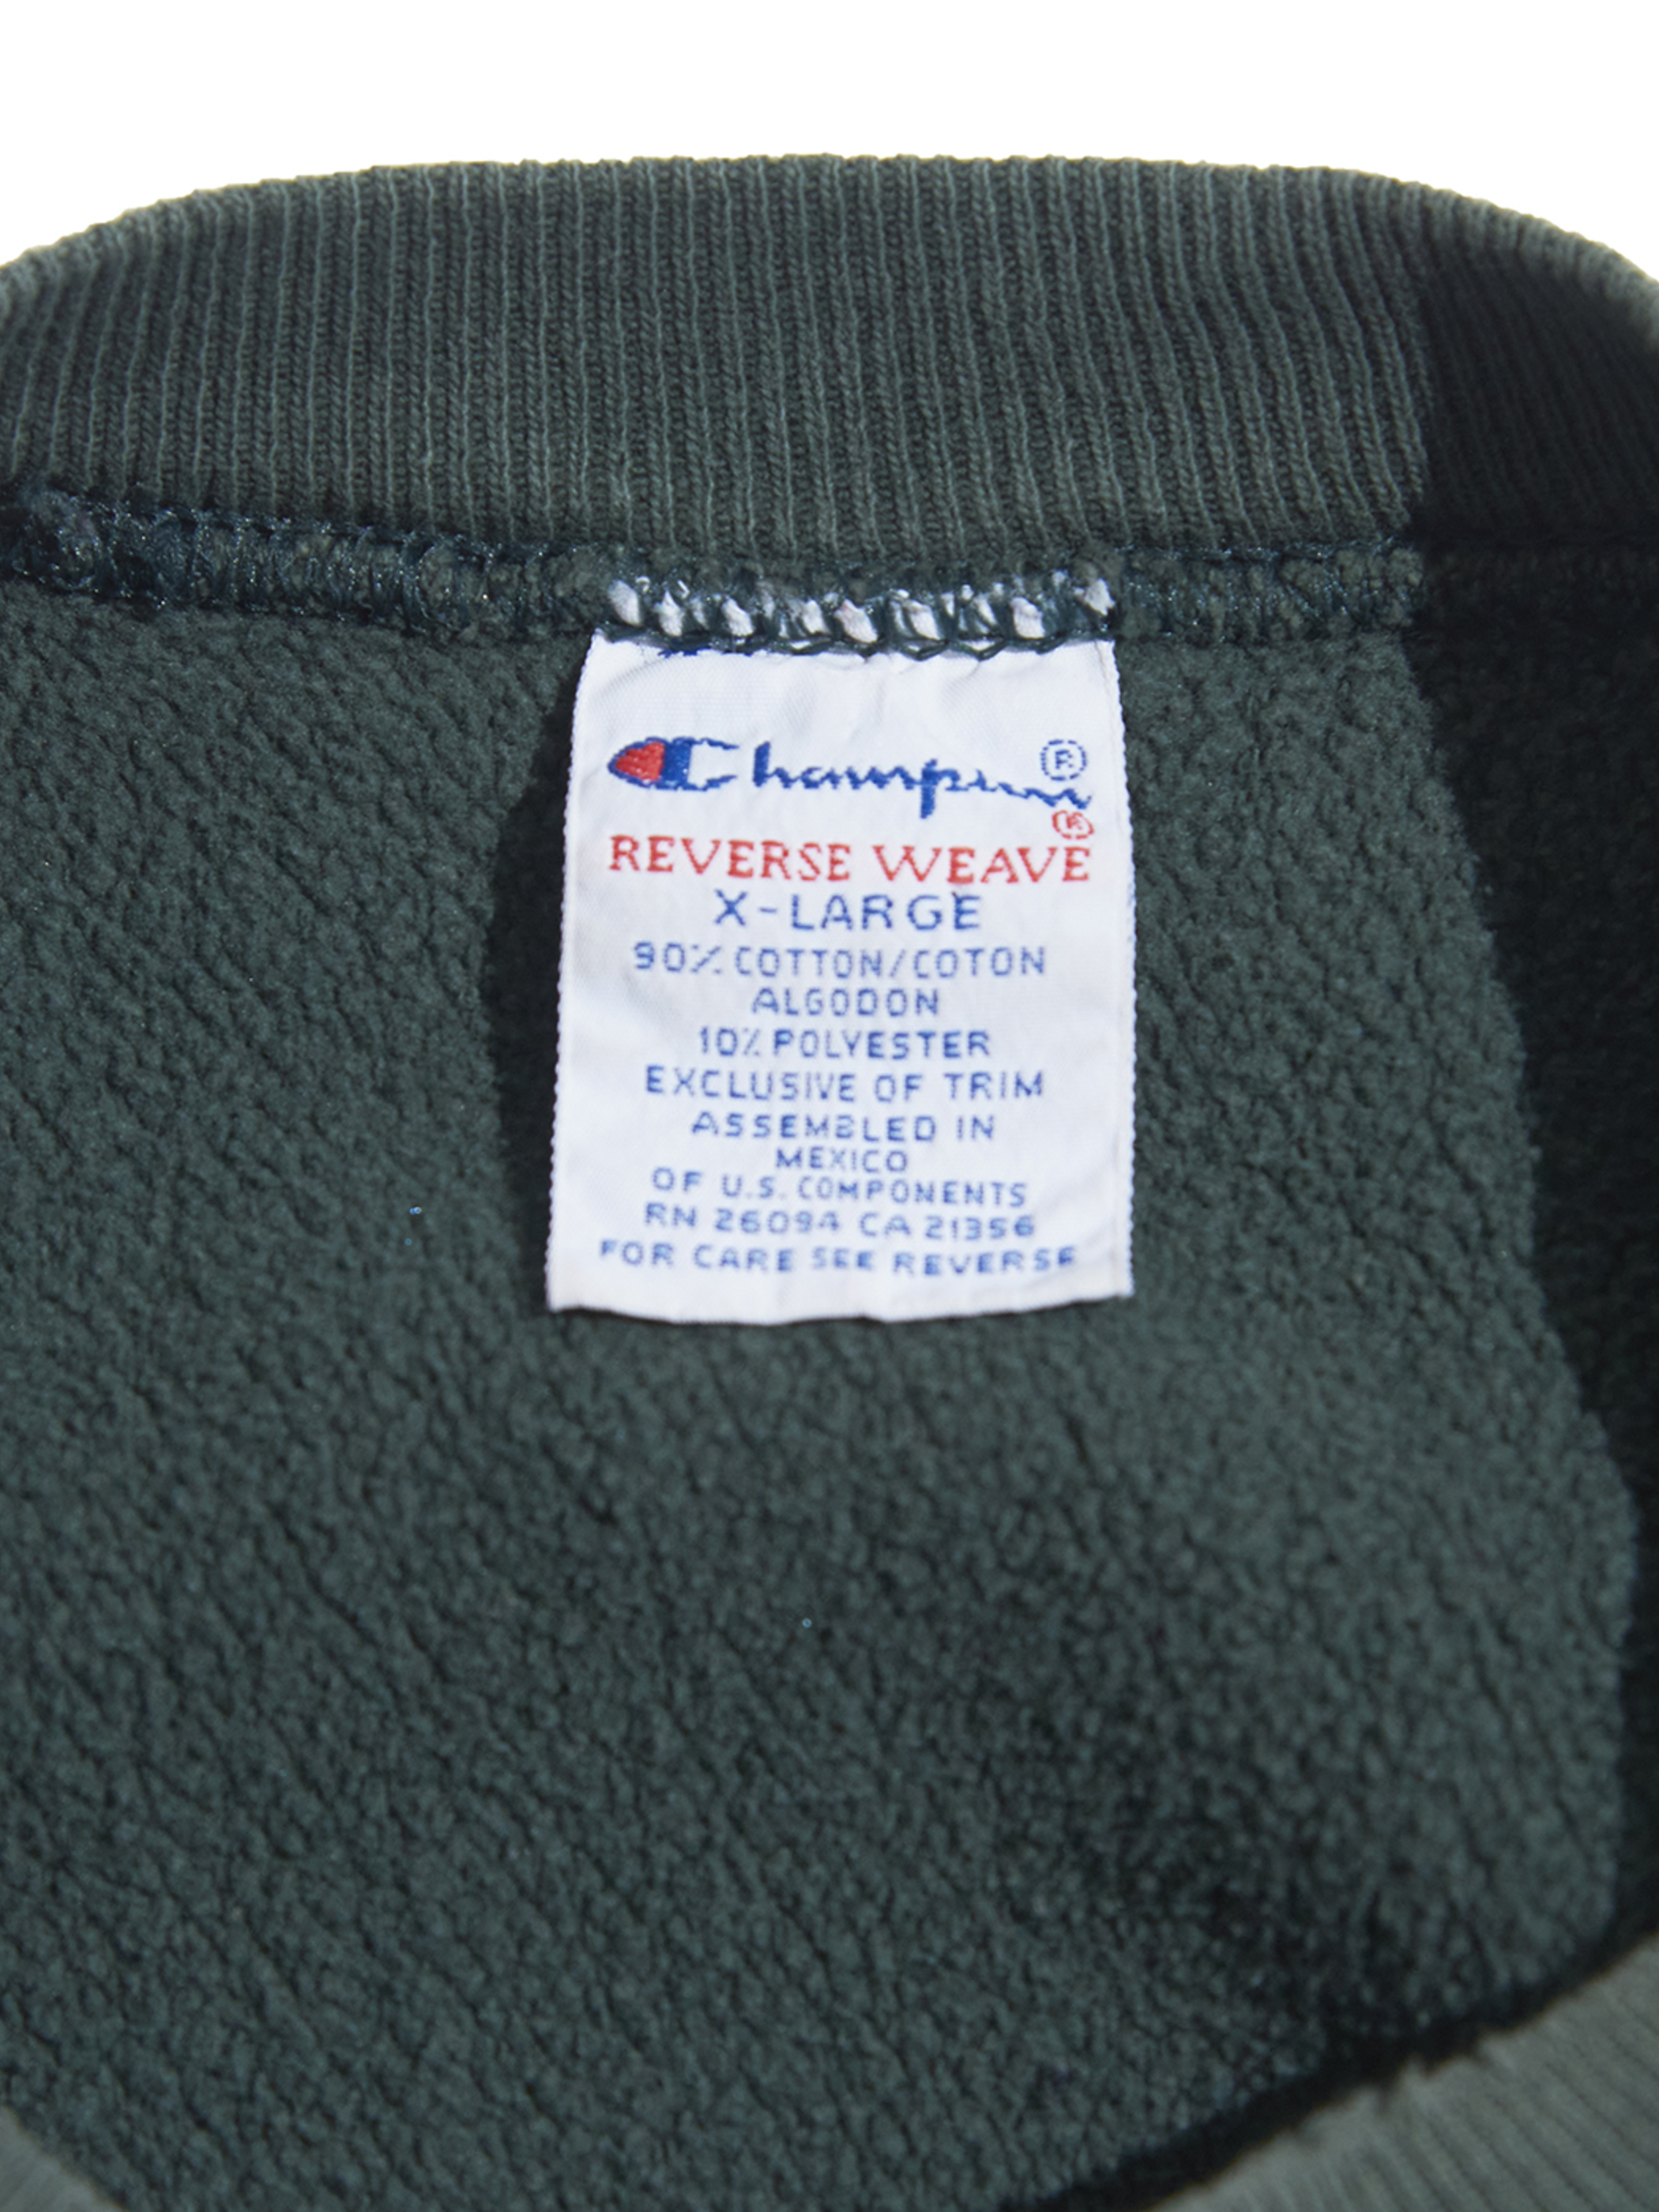 Champion®
®
REVERSE WEAVE
X-LARGE
90% COTTON/COTON
ALGODON
10% POLYESTER
EXCLUSIVE OF TRIM
ASSEMBLED IN
MEXICO
OF U.S. COMPONENTS
RN 26094 CA 21356
FOR CARE SEE REVERSE